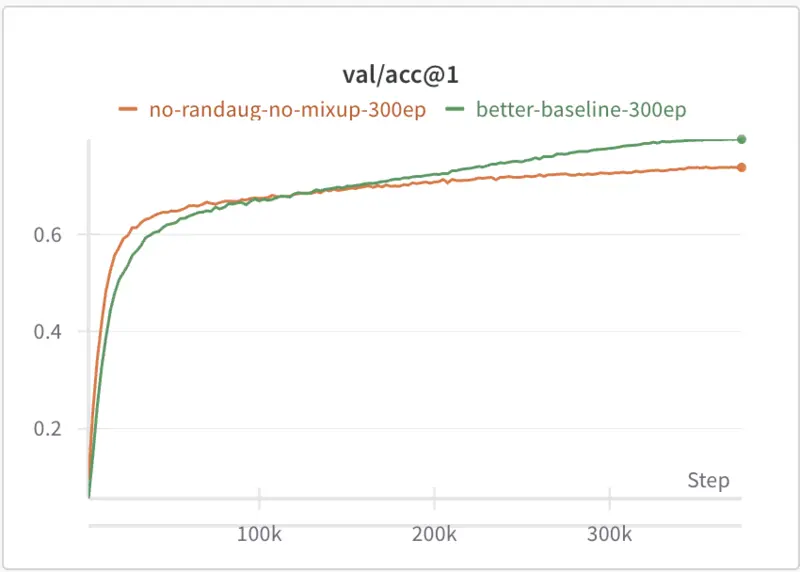 val/acc@1
no-randaug-no-mixup-300ep better-baseline-300ep
0.6
0.4
0.2
Step
100k 200k 300k